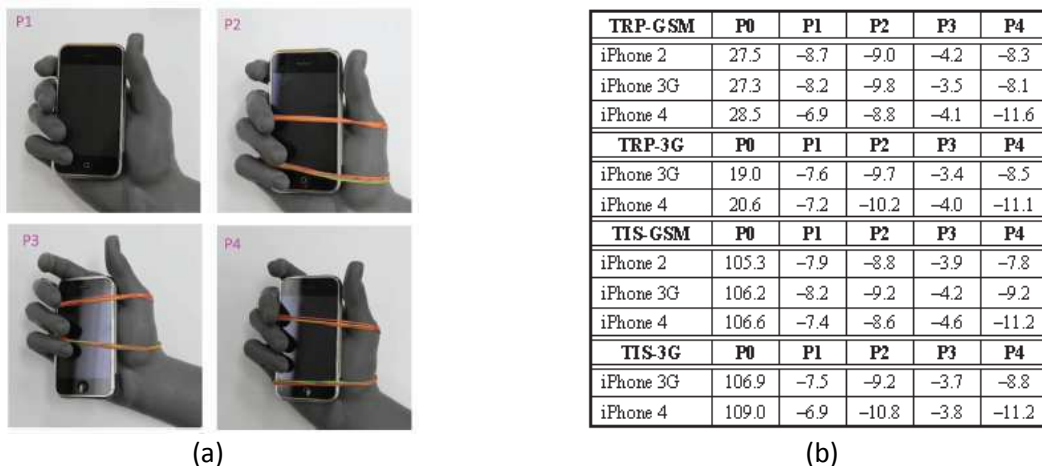 P1
P2
P3
P4
(a)
TRP-GSM P0 P1 P2 P3 P4
iPhone 2 27.5 –8.7 –9.0 –4.2 –8.3
iPhone 3G 27.3 –8.2 –9.8 –3.5 –8.1
iPhone 4 28.5 –6.9 –8.8 –4.1 –11.6
TRP-3G P0 P1 P2 P3 P4
iPhone 3G 19.0 –7.6 –9.7 –3.4 –8.5
iPhone 4 20.6 –7.2 –10.2 –4.0 –11.1
TIS-GSM P0 P1 P2 P3 P4
iPhone 2 105.3 –7.9 –8.8 –3.9 –7.8
iPhone 3G 106.2 –8.2 –9.2 –4.2 –9.2
iPhone 4 106.6 –7.4 –8.6 –4.6 –11.2
TIS-3G P0 P1 P2 P3 P4
iPhone 3G 106.9 –7.5 –9.2 –3.7 –8.8
iPhone 4 109.0 –6.9 –10.8 –3.8 –11.2
(b)